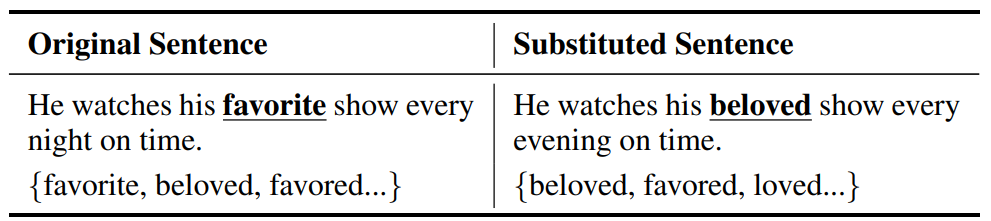 Original Sentence
Substituted Sentence
He watches his favorite show every
night on time.
He watches his beloved show every
evening on time.
{favorite, beloved, favored...}
{beloved, favored, loved...}